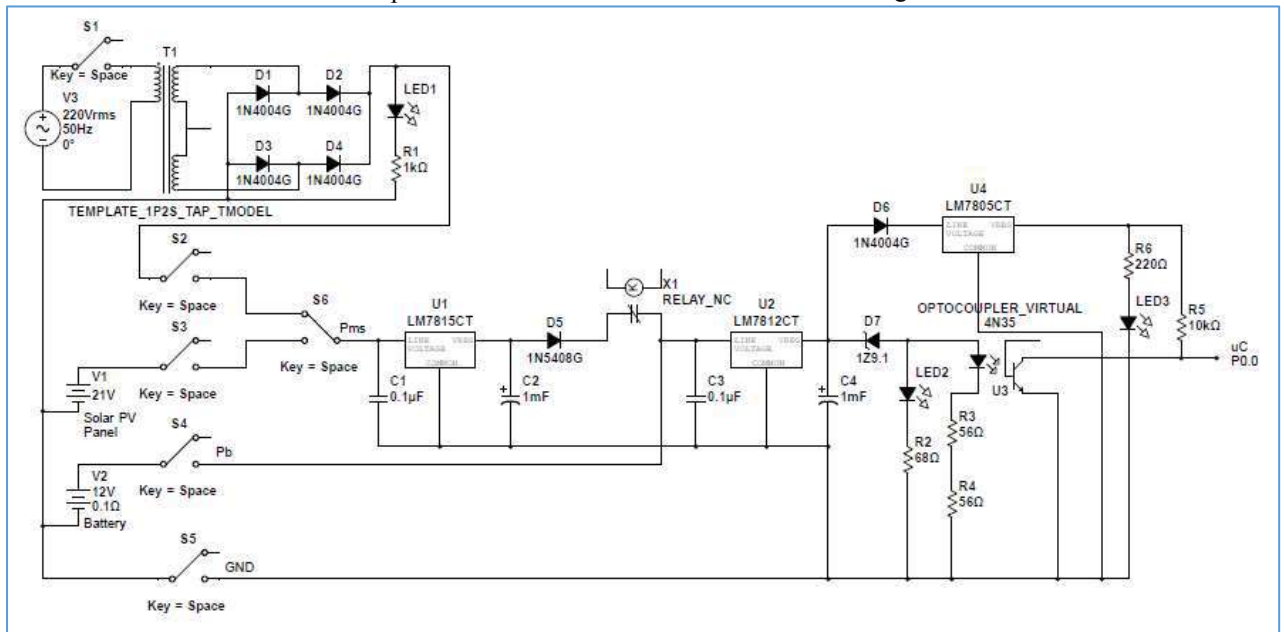 S1
T1
Key = Space
V3
220Vrms
50Hz
0°
D1
D2
1N4004G
1N4004G
LED1
D3
D4
1N4004G
1N4004G
R1
1kΩ
TEMPLATE_1P2S_TAP_TMODEL
S2
Key = Space
S3
Key = Space
V1
21V
Solar PV
Panel
S6
Pms
Key = Space
S4
Pb
Key = Space
V2
12V
0.1Ω
Battery
S5
GND
Key = Space
U1
LM7815CT
LINE VREG
VOLTAGE
COMMON
D5
1N5408G
K
X1
RELAY_NC
C1
0.1µF
C2
1mF
U2
LM7812CT
LINE VREG
VOLTAGE
COMMON
C3
0.1µF
C4
1mF
D6
1N4004G
U4
LM7805CT
LINE VREG
VOLTAGE
COMMON
D7
1Z9.1
OPTOCOUPLER_VIRTUAL
4N35
LED2
U3
R2
68Ω
R3
56Ω
R4
56Ω
R6
220Ω
LED3
R5
10kΩ
uC
P0.0